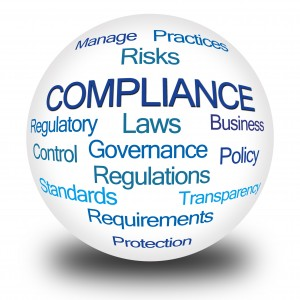 Manage Practices
Risks
COMPLIANCE
Regulatory Laws Business
Control Governance Policy
Regulations
Standards Transparency
Requirements
Protection